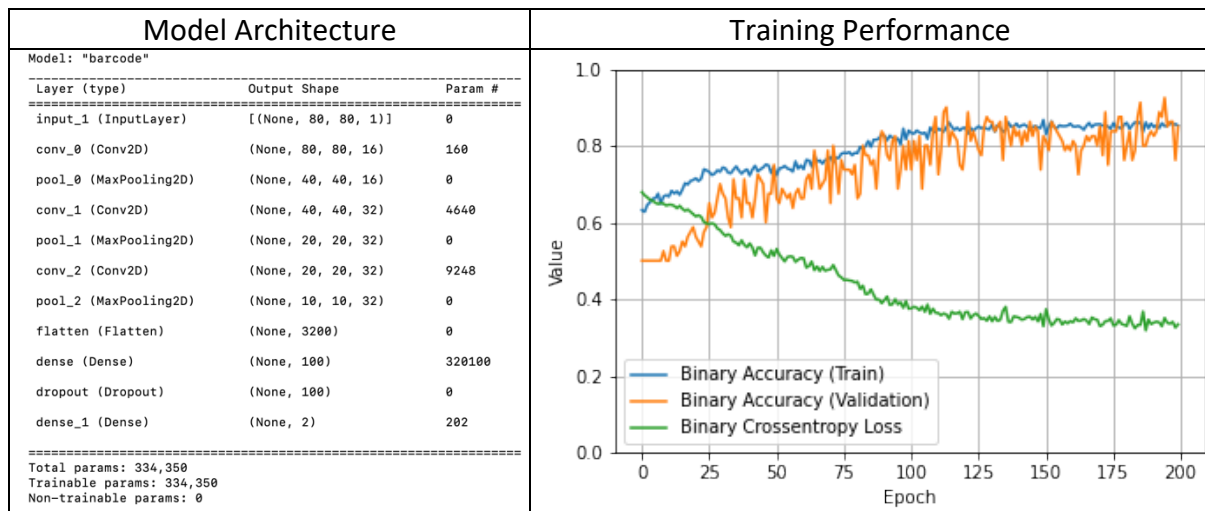 Model Architecture
Training Performance
Model: "barcode"
Layer (type) Output Shape Param #
input_1 (InputLayer) [(None, 80, 80, 1)] 0
conv_0 (Conv2D) (None, 80, 80, 16) 160
pool_0 (MaxPooling2D) (None, 40, 40, 16) 0
conv_1 (Conv2D) (None, 40, 40, 32) 4640
pool_1 (MaxPooling2D) (None, 20, 20, 32) 0
conv_2 (Conv2D) (None, 20, 20, 32) 9248
pool_2 (MaxPooling2D) (None, 10, 10, 32) 0
flatten (Flatten) (None, 3200) 0
dense (Dense) (None, 100) 320100
dropout (Dropout) (None, 100) 0
dense_1 (Dense) (None, 2) 202
Total params: 334,350
Trainable params: 334,350
Non-trainable params: 0
1.0
0.8
0.6
0.4
0.2
0.0
Value
Binary Accuracy (Train)
Binary Accuracy (Validation)
Binary Crossentropy Loss
0 25 50 75 100 125 150 175 200
Epoch